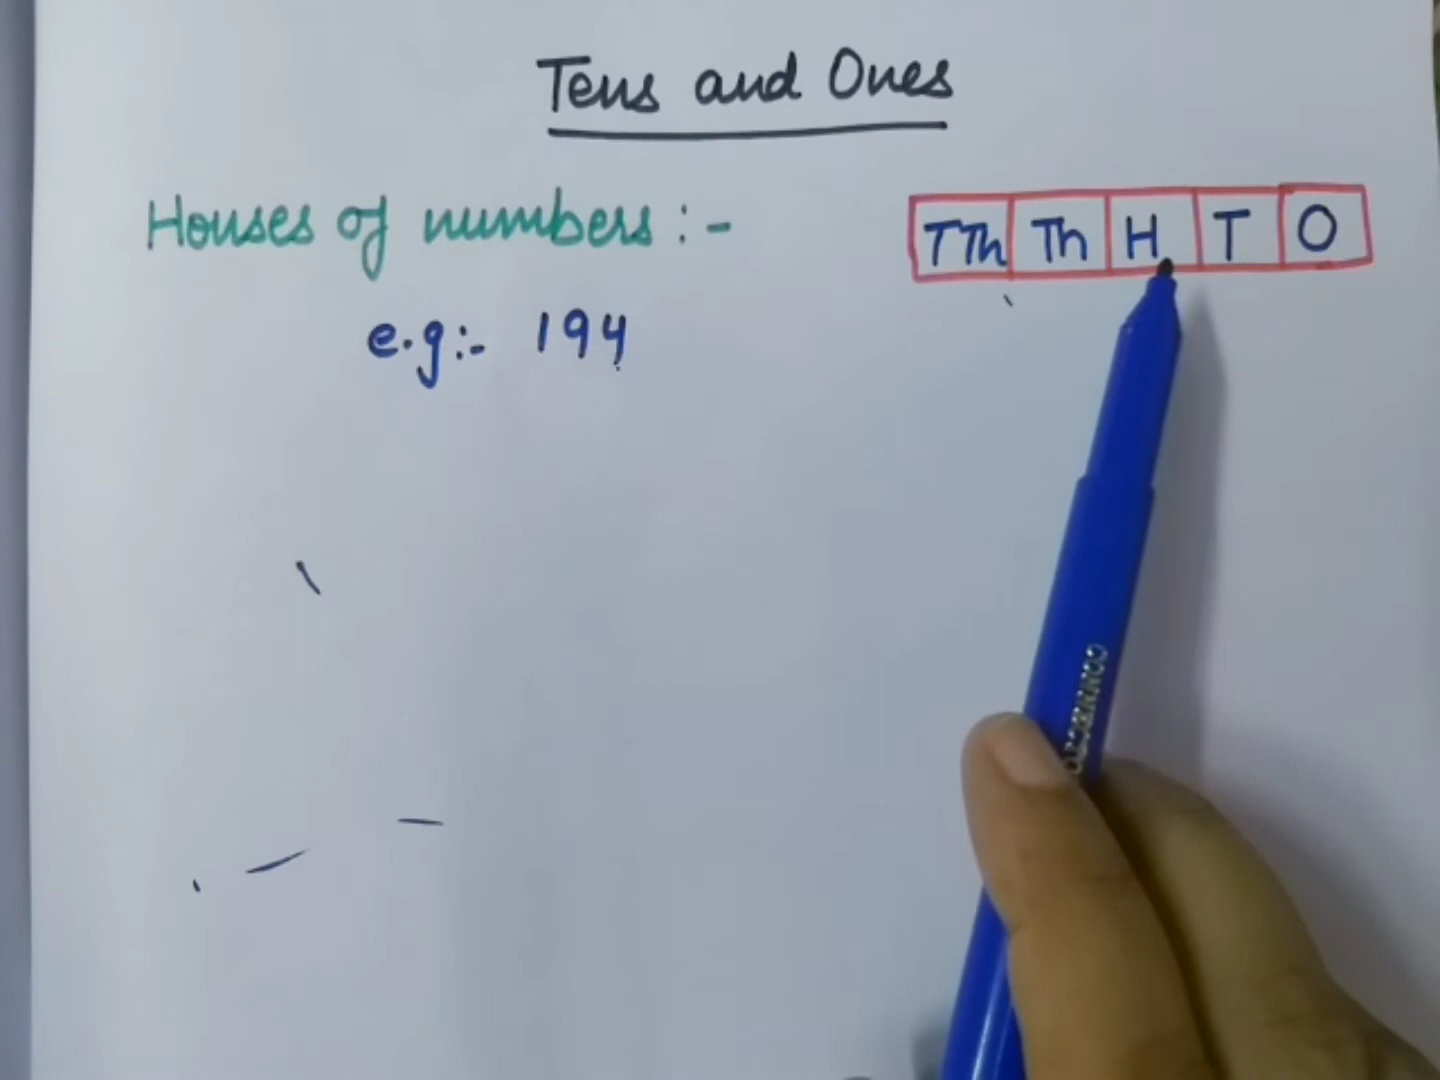 Tens and Ones
Houses of numbers :-
TTh Th H T O
e.g:- 194